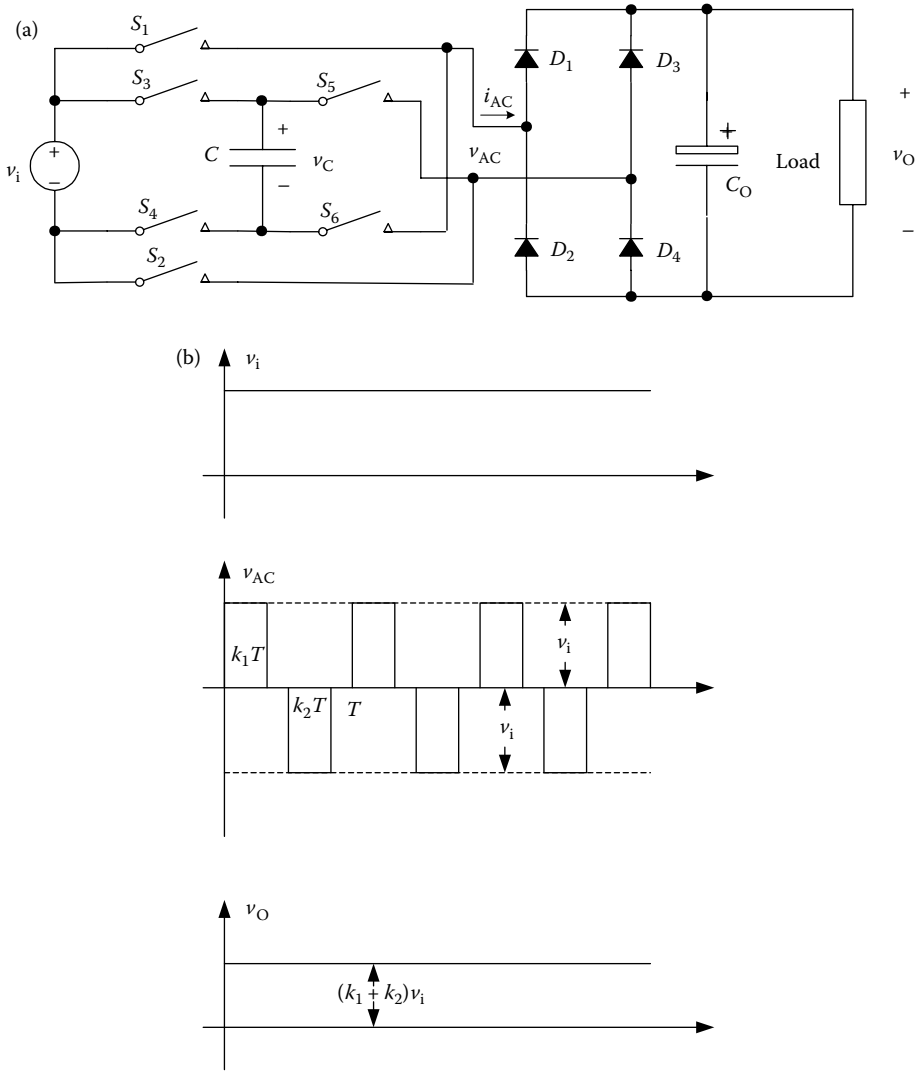 (a)
S1
S3
S5
D1
D3
iAC
+
+
+
+
−
vi
C
vC
vAC
CO
Load
vO
−
−
S4
S6
S2
D2
D4
(b)
vi
vAC
k1T
vi
k2T
T
vi
vO
(k1 + k2)vi